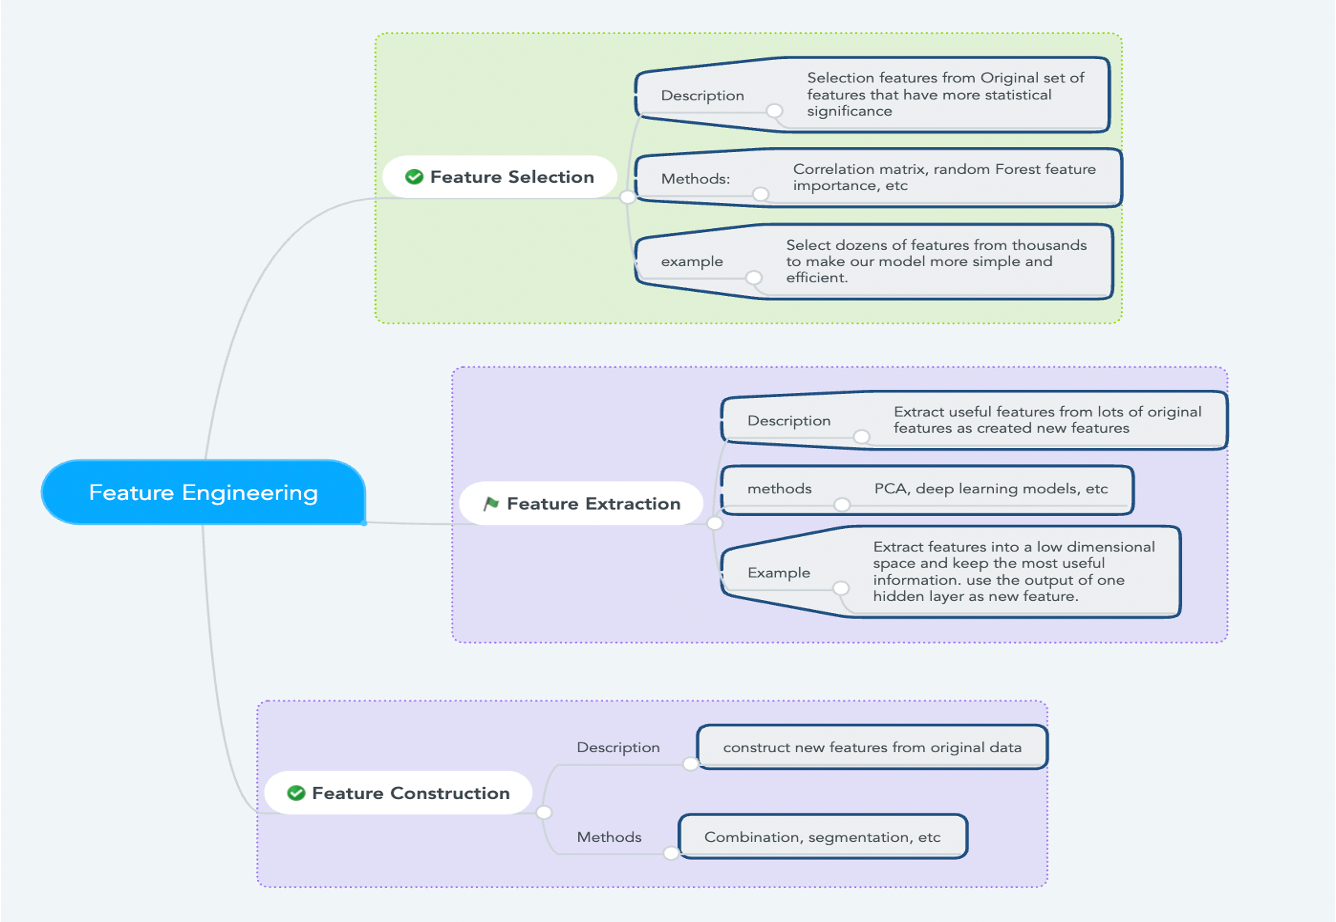 Feature Engineering
Feature Selection
Description
Selection features from Original set of
features that have more statistical
significance
Methods:
Correlation matrix, random Forest feature
importance, etc
example
Select dozens of features from thousands
to make our model more simple and
efficient.
Feature Extraction
Description
Extract useful features from lots of original
features as created new features
methods
PCA, deep learning models, etc
Example
Extract features into a low dimensional
space and keep the most useful
information. use the output of one
hidden layer as new feature.
Feature Construction
Description
construct new features from original data
Methods
Combination, segmentation, etc